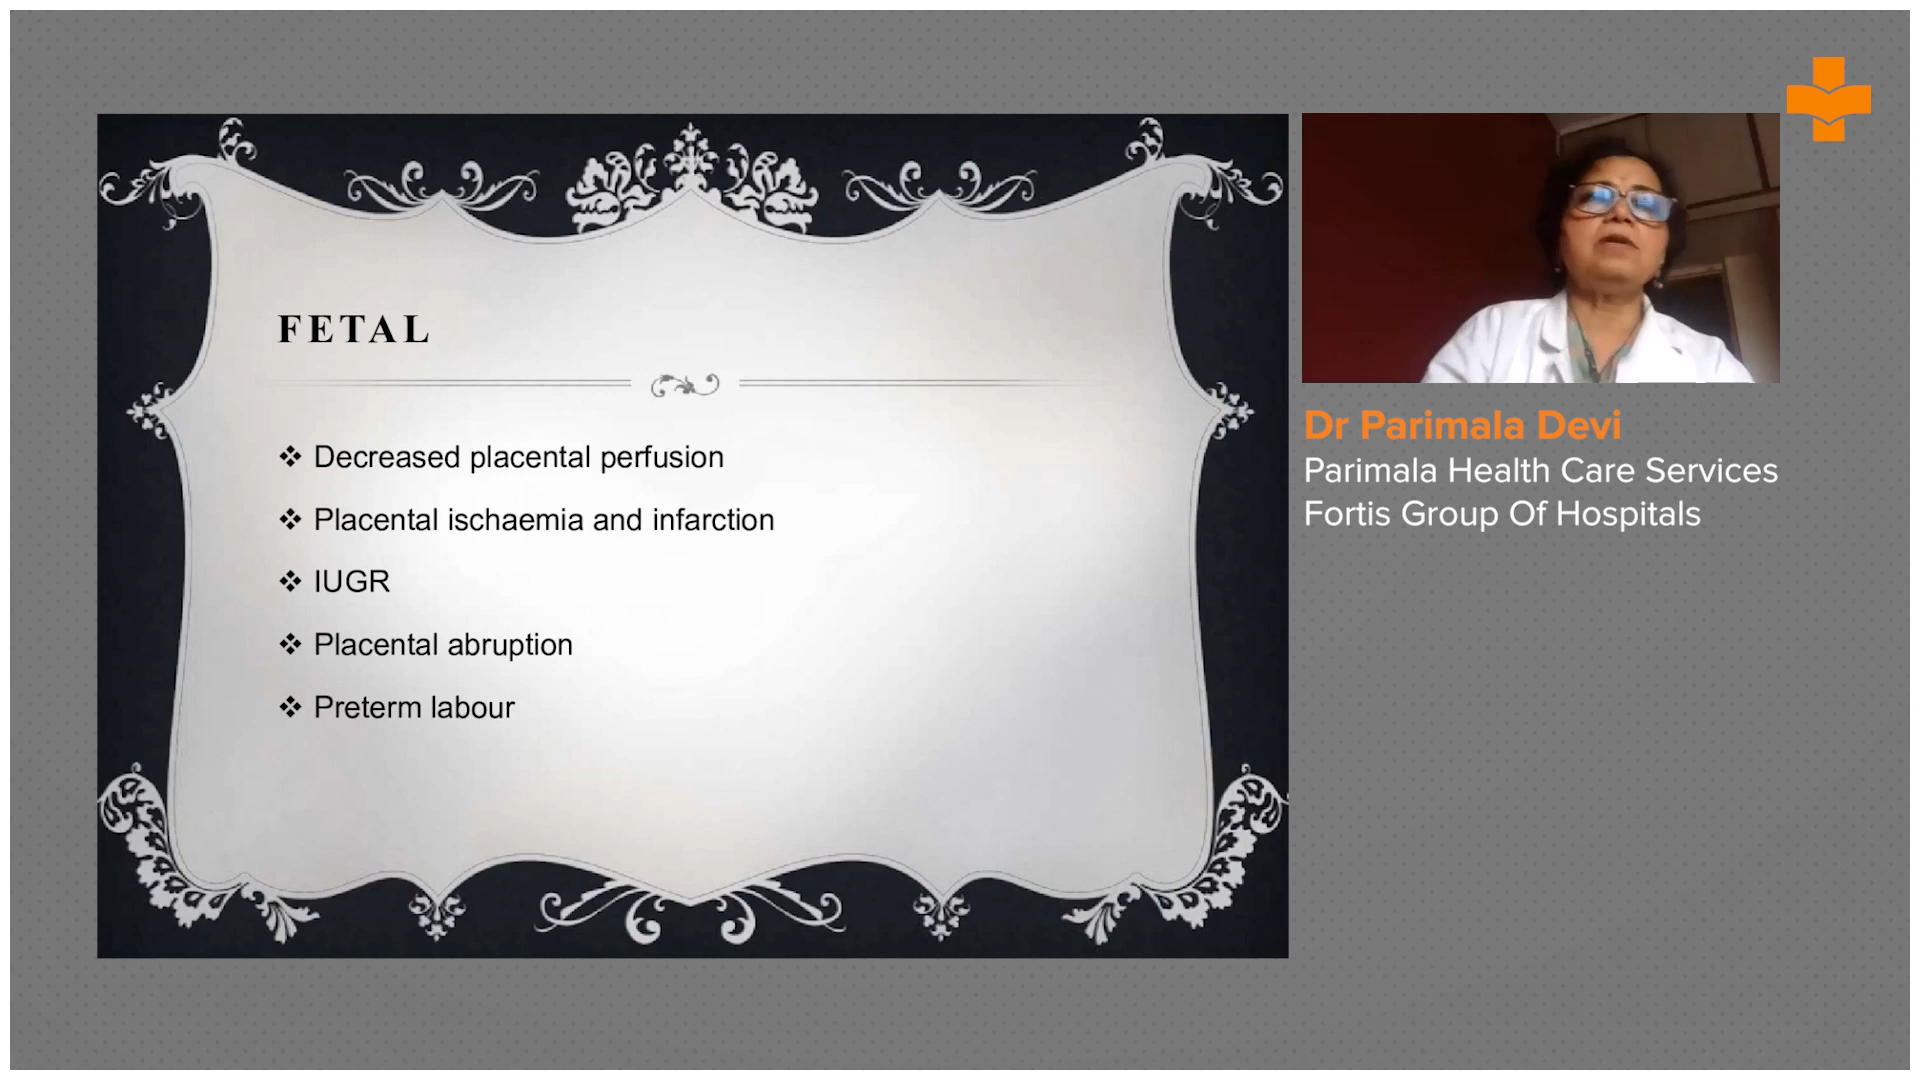 FETAL
❖ Decreased placental perfusion
❖ Placental ischaemia and infarction
❖ IUGR
❖ Placental abruption
❖ Preterm labour
Dr Parimala Devi
Parimala Health Care Services
Fortis Group Of Hospitals